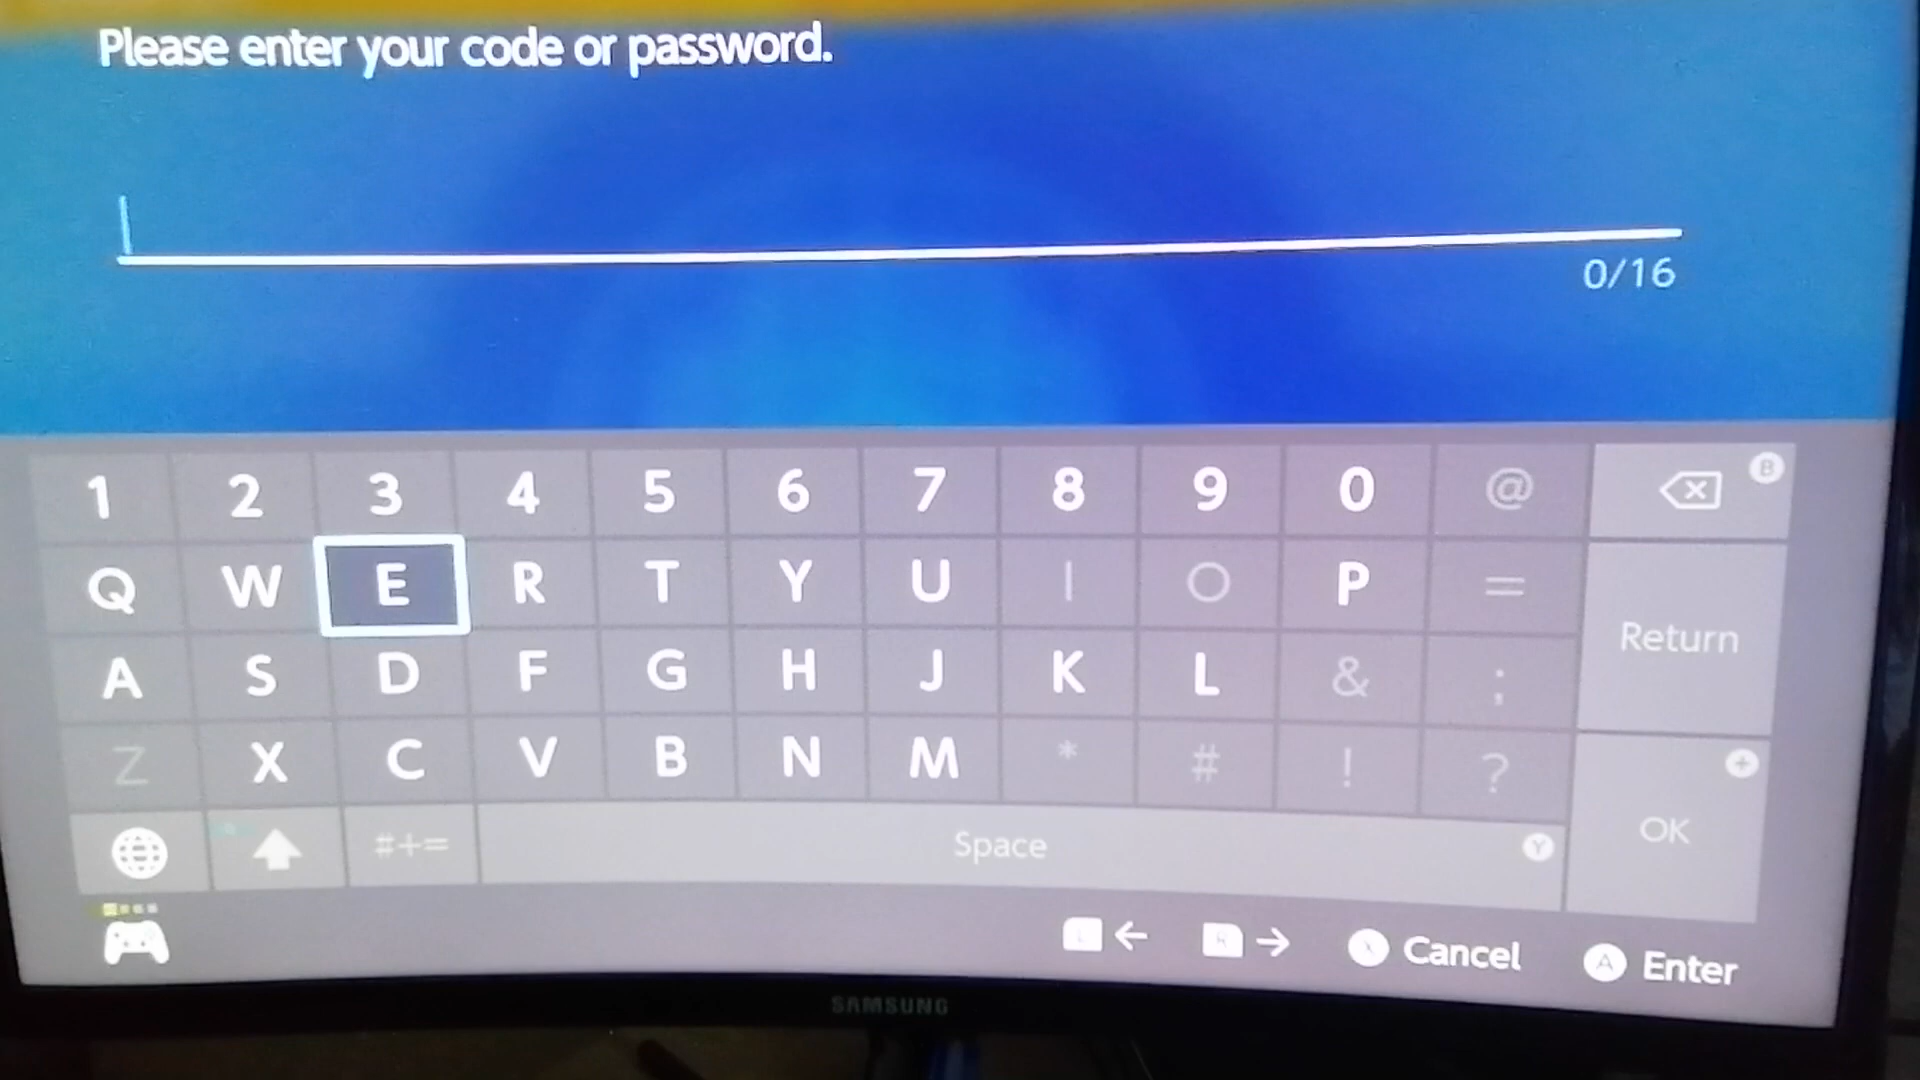 Please enter your code or password.
0/16
1 2 3 4 5 6 7 8 9 0 @ B
Q W E R T Y U I O P = Return
A S D F G H J K L & ;
Z X C V B N M * # ! ? +
#+= Space Y OK
L ← R → X Cancel A Enter
SAMSUNG